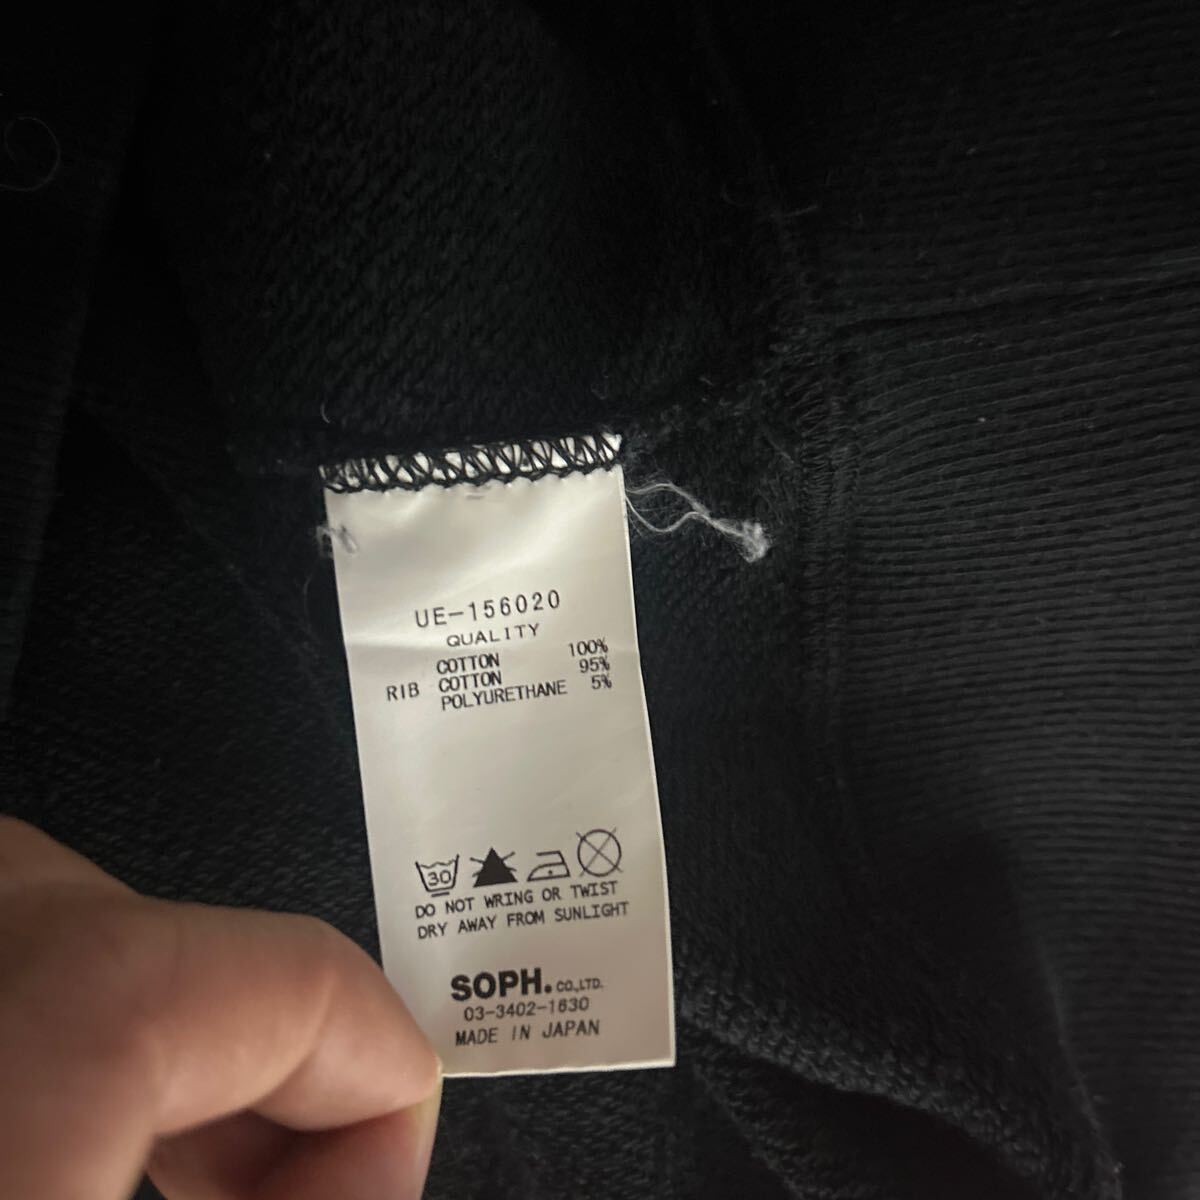 UE-156020
QUALITY
COTTON 100%
RIB COTTON 95%
POLYURETHANE 5%
30
DO NOT WRING OR TWIST
DRY AWAY FROM SUNLIGHT
SOPH. CO.,LTD.
03-3402-1630
MADE IN JAPAN